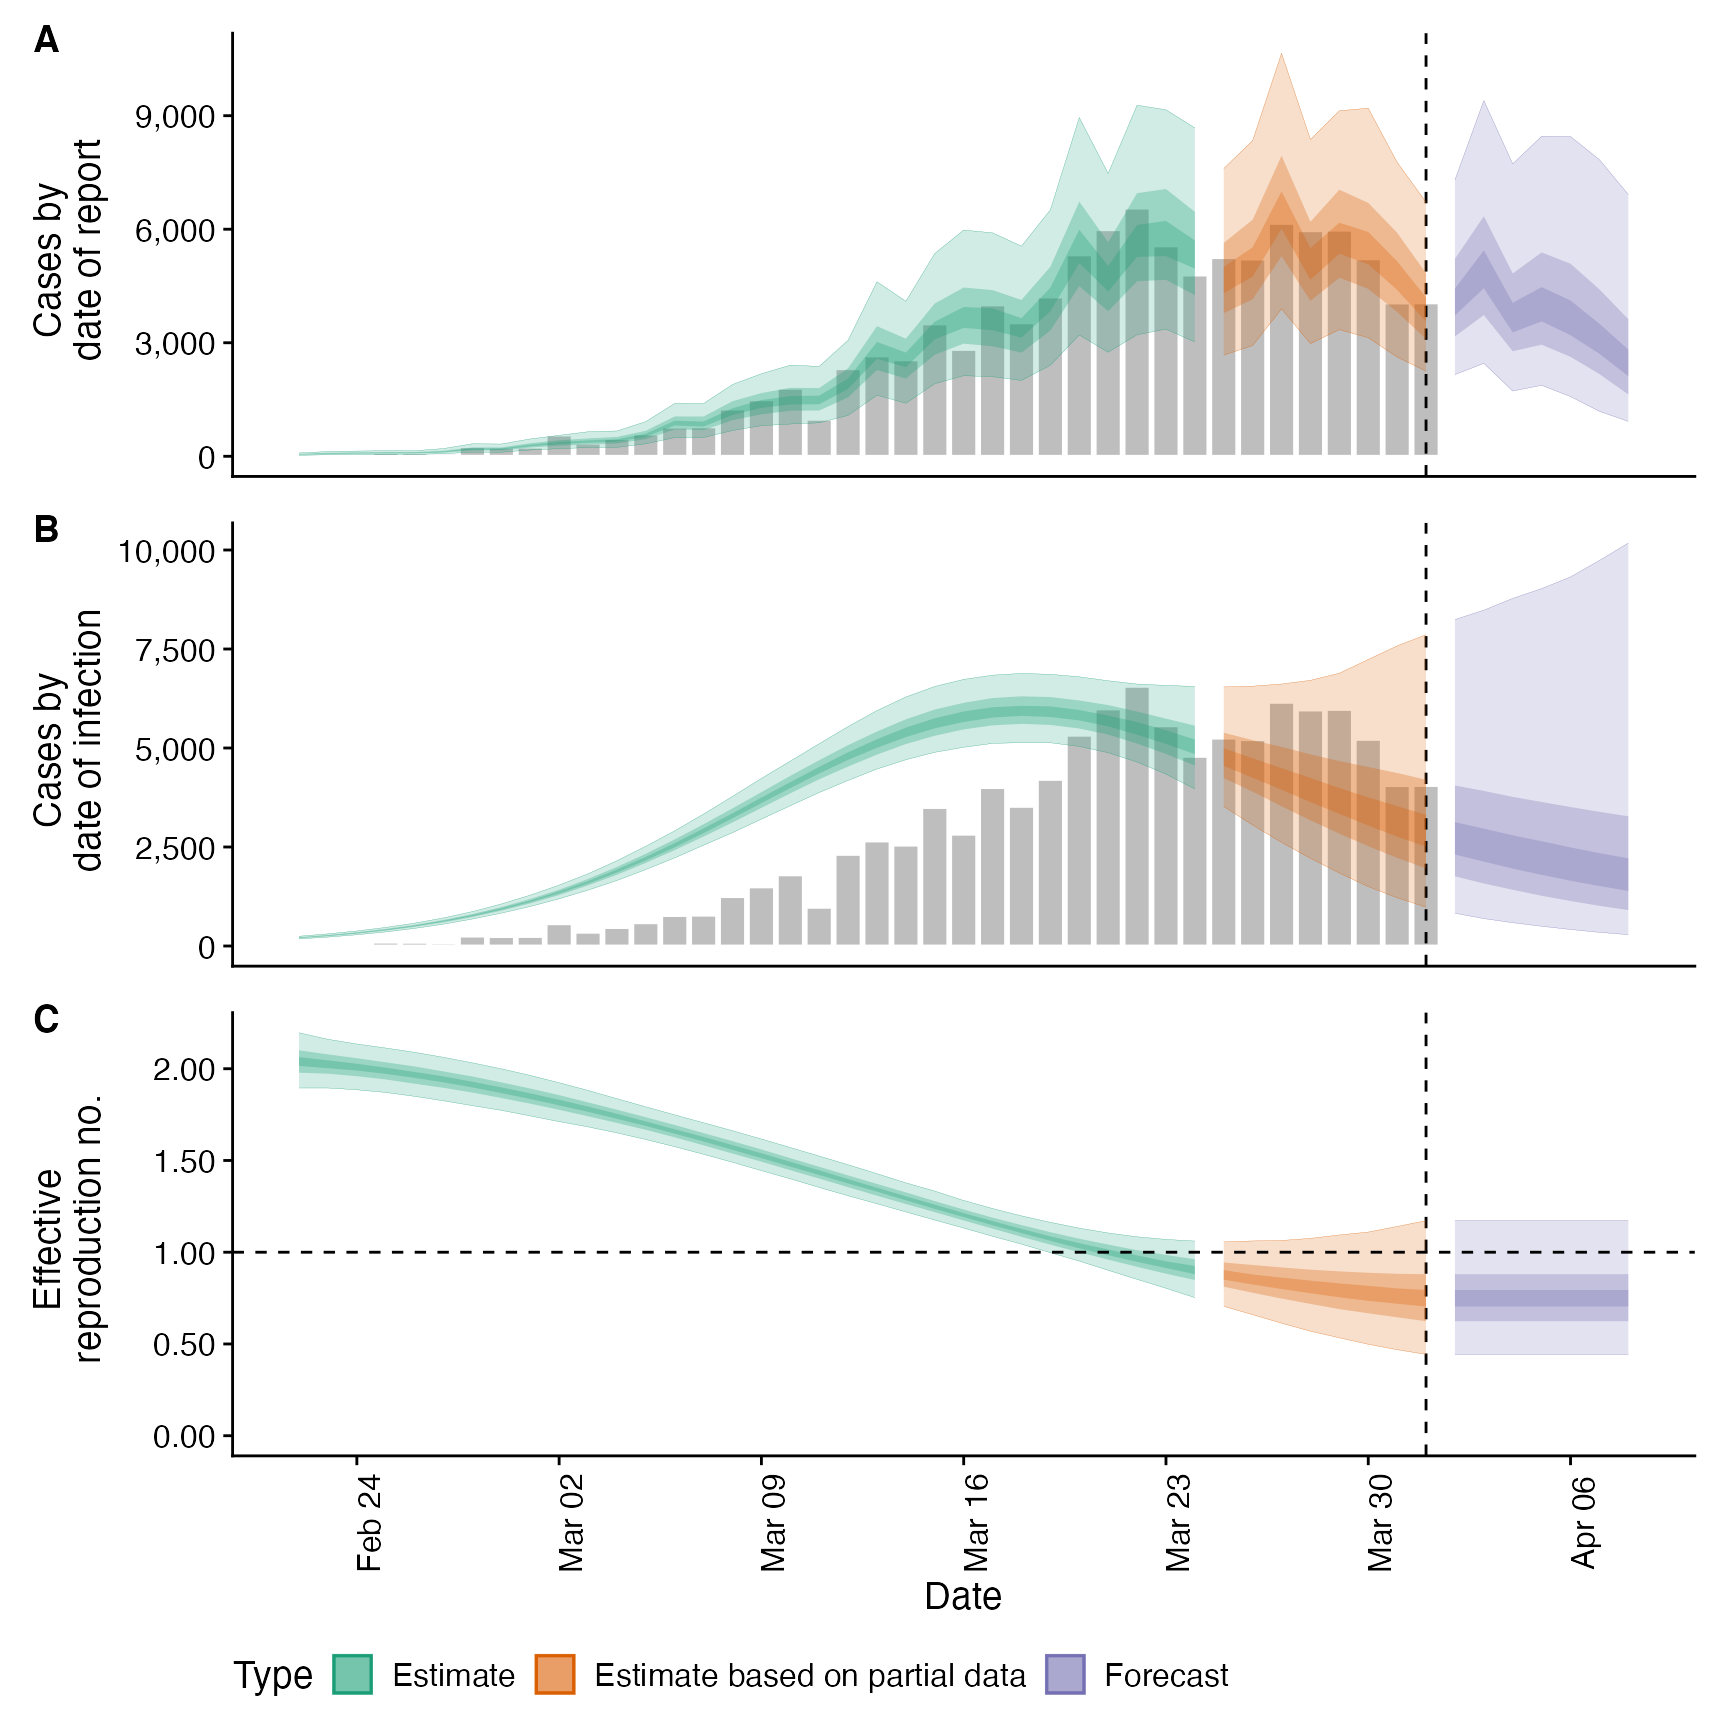 A
Cases by
date of report
9,000
6,000
3,000
0
B
Cases by
date of infection
10,000
7,500
5,000
2,500
0
C
Effective
reproduction no.
2.00
1.50
1.00
0.50
0.00
Feb 24
Mar 02
Mar 09
Mar 16
Mar 23
Mar 30
Apr 06
Date
Type Estimate Estimate based on partial data Forecast